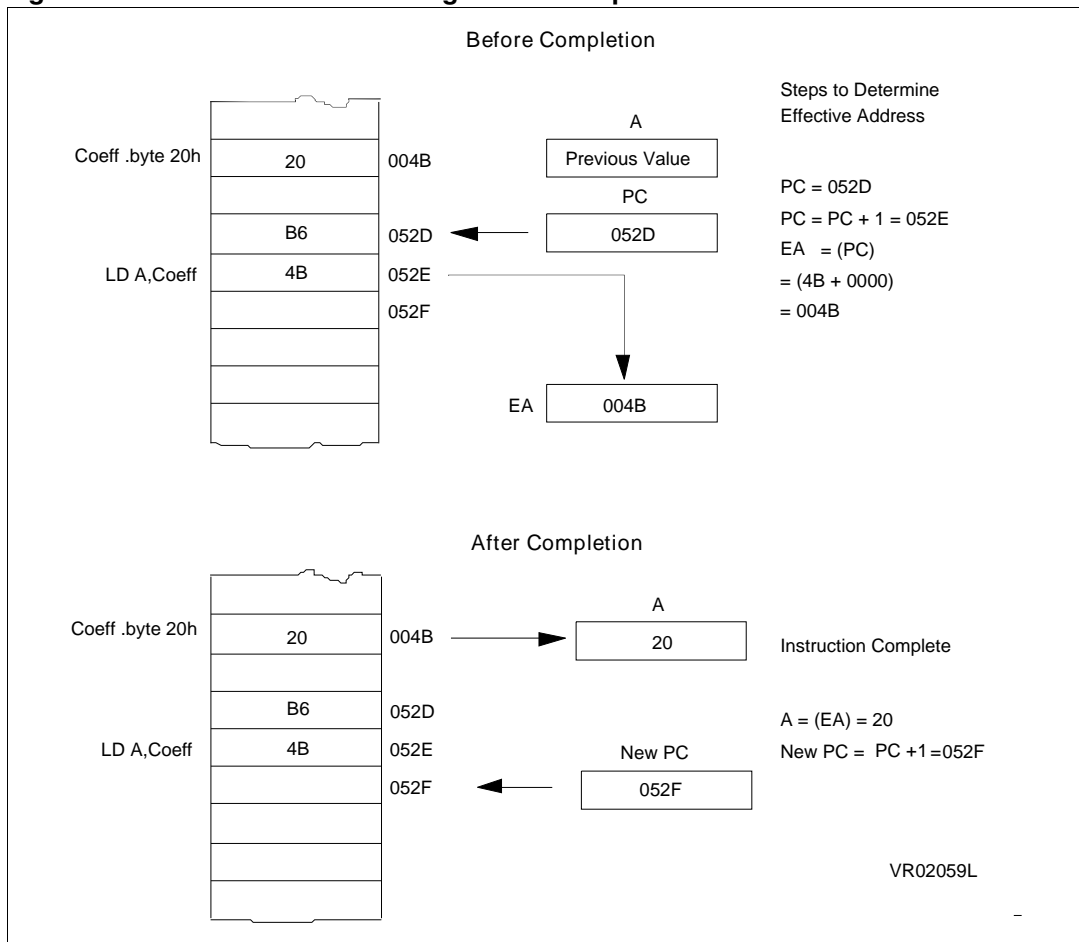 Before Completion
Steps to Determine
Effective Address
A
Coeff .byte 20h
20
004B
Previous Value
PC
PC = 052D
B6
052D
052D
PC = PC + 1 = 052E
LD A,Coeff
4B
052E
EA = (PC)
= (4B + 0000)
052F
= 004B
EA
004B
After Completion
A
Coeff .byte 20h
20
004B
20
Instruction Complete
B6
052D
A = (EA) = 20
LD A,Coeff
4B
052E
New PC
New PC = PC +1=052F
052F
052F
VR02059L